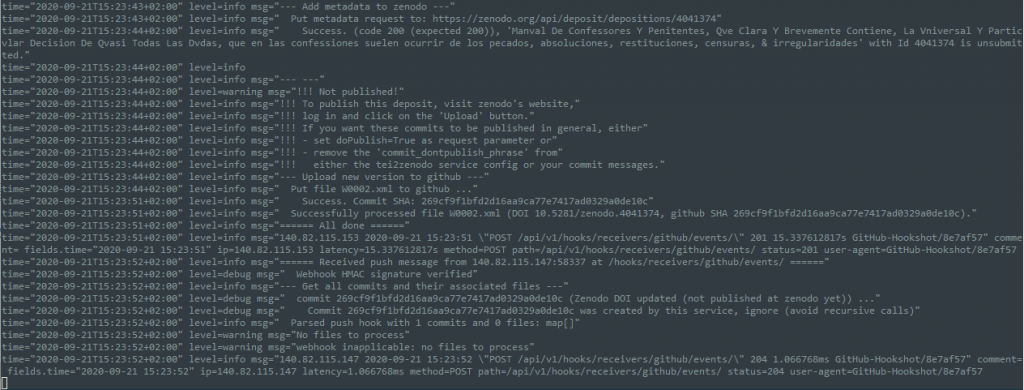 time="2020-09-21T15:23:43+02:00" level=info msg="--- Add metadata to zenodo ---"
time="2020-09-21T15:23:43+02:00" level=info msg="  Put metadata request to: https://zenodo.org/api/deposit/depositions/4041374"
time="2020-09-21T15:23:44+02:00" level=info msg="    Success. (code 200 (expected 200)), 'Manval De Confessores Y Penitentes, Qve Clara Y Brevemente Contiene, La Vniversal Y Partic
vlar Decision De Qvasi Todas Las Dvdas, que en las confessiones suelen ocurrir de los pecados, absoluciones, restituciones, censuras, & irregularidades' with Id 4041374 is unsubmit
ted."
time="2020-09-21T15:23:44+02:00" level=info
time="2020-09-21T15:23:44+02:00" level=info msg="--- ---"
time="2020-09-21T15:23:44+02:00" level=warning msg="!!! Not published!"
time="2020-09-21T15:23:44+02:00" level=info msg="!!! To publish this deposit, visit zenodo's website,"
time="2020-09-21T15:23:44+02:00" level=info msg="!!! log in and click on the 'Upload' button."
time="2020-09-21T15:23:44+02:00" level=info msg="!!! If you want these commits to be published in general, either"
time="2020-09-21T15:23:44+02:00" level=info msg="!!! - set doPublish=True as request parameter or"
time="2020-09-21T15:23:44+02:00" level=info msg="!!! - remove the 'commit_dontpublish_phrase' from"
time="2020-09-21T15:23:44+02:00" level=info msg="!!!   either the tei2zenodo service config or your commit messages."
time="2020-09-21T15:23:44+02:00" level=info msg="--- Upload new version to github ---"
time="2020-09-21T15:23:44+02:00" level=info msg="  Put file W0002.xml to github ..."
time="2020-09-21T15:23:51+02:00" level=info msg="    Success. Commit SHA: 269cf9f1bfd2d16aa9ca77e7417ad0329a0de10c"
time="2020-09-21T15:23:51+02:00" level=info msg="  Successfully processed file W0002.xml (DOI 10.5281/zenodo.4041374, github SHA 269cf9f1bfd2d16aa9ca77e7417ad0329a0de10c)."
time="2020-09-21T15:23:51+02:00" level=info msg="====== All done ======"
time="2020-09-21T15:23:51+02:00" level=info msg="140.82.115.153 2020-09-21 15:23:51 \"POST /api/v1/hooks/receivers/github/events/\" 201 15.337612817s GitHub-Hookshot/8e7af57" comme
nt= fields.time="2020-09-21 15:23:51" ip=140.82.115.153 latency=15.337612817s method=POST path=/api/v1/hooks/receivers/github/events/ status=201 user-agent=GitHub-Hookshot/8e7af57
time="2020-09-21T15:23:52+02:00" level=info msg="====== Received push message from 140.82.115.147:58337 at /hooks/receivers/github/events/ ======"
time="2020-09-21T15:23:52+02:00" level=debug msg="  Webhook HMAC signature verified"
time="2020-09-21T15:23:52+02:00" level=info msg="--- Get all commits and their associated files ---"
time="2020-09-21T15:23:52+02:00" level=debug msg="  commit 269cf9f1bfd2d16aa9ca77e7417ad0329a0de10c (Zenodo DOI updated (not published at zenodo yet)) ..."
time="2020-09-21T15:23:52+02:00" level=debug msg="    Commit 269cf9f1bfd2d16aa9ca77e7417ad0329a0de10c was created by this service, ignore (avoid recursive calls)"
time="2020-09-21T15:23:52+02:00" level=info msg="  Parsed push hook with 1 commits and 0 files: map[]"
time="2020-09-21T15:23:52+02:00" level=warning msg="No files to process"
time="2020-09-21T15:23:52+02:00" level=warning msg="webhook inapplicable: no files to process"
time="2020-09-21T15:23:52+02:00" level=info msg="140.82.115.147 2020-09-21 15:23:52 \"POST /api/v1/hooks/receivers/github/events/\" 204 1.066768ms GitHub-Hookshot/8e7af57" comment=
 fields.time="2020-09-21 15:23:52" ip=140.82.115.147 latency=1.066768ms method=POST path=/api/v1/hooks/receivers/github/events/ status=204 user-agent=GitHub-Hookshot/8e7af57